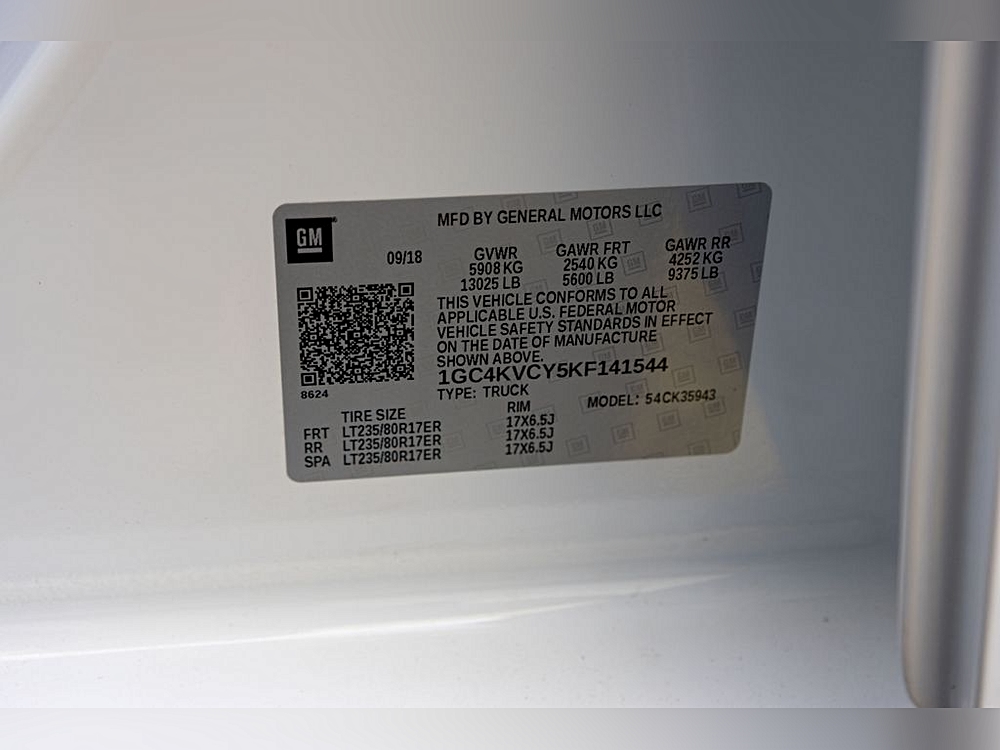 GM
MFD BY GENERAL MOTORS LLC
09/18
GVWR GAWR FRT GAWR RR
5908 KG 2540 KG 4252 KG
13025 LB 5600 LB 9375 LB
THIS VEHICLE CONFORMS TO ALL
APPLICABLE U.S. FEDERAL MOTOR
VEHICLE SAFETY STANDARDS IN EFFECT
ON THE DATE OF MANUFACTURE
SHOWN ABOVE.
1GC4KVCY5KF141544
8624
TYPE: TRUCK MODEL: 54CK35943
TIRE SIZE RIM
FRT LT235/80R17ER 17X6.5J
RR LT235/80R17ER 17X6.5J
SPA LT235/80R17ER 17X6.5J